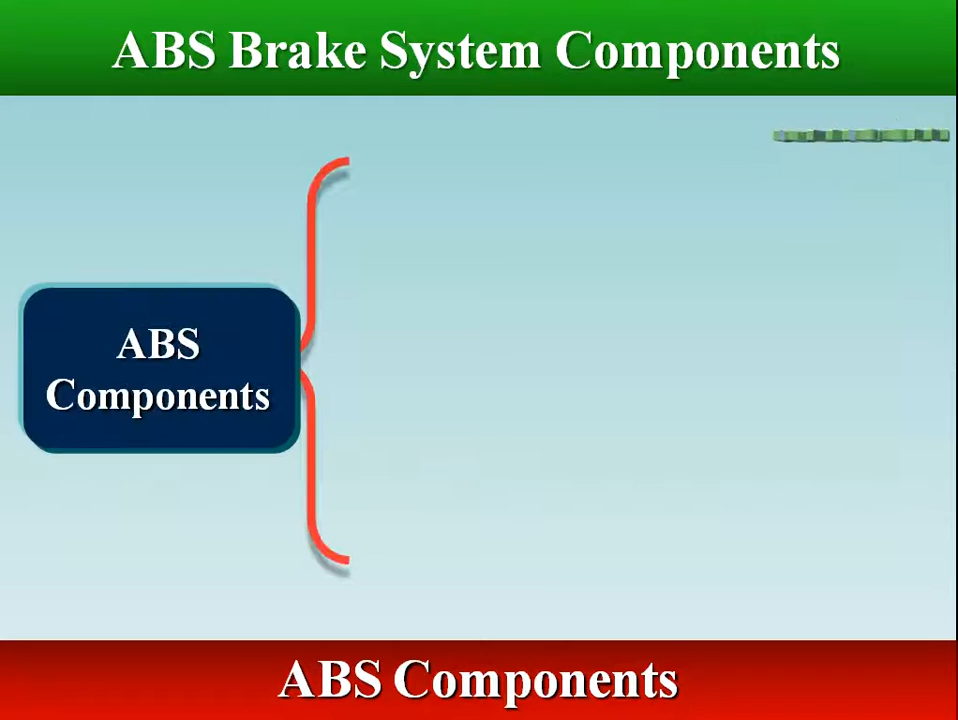 ABS Brake System Components
ABS
Components
ABS Components